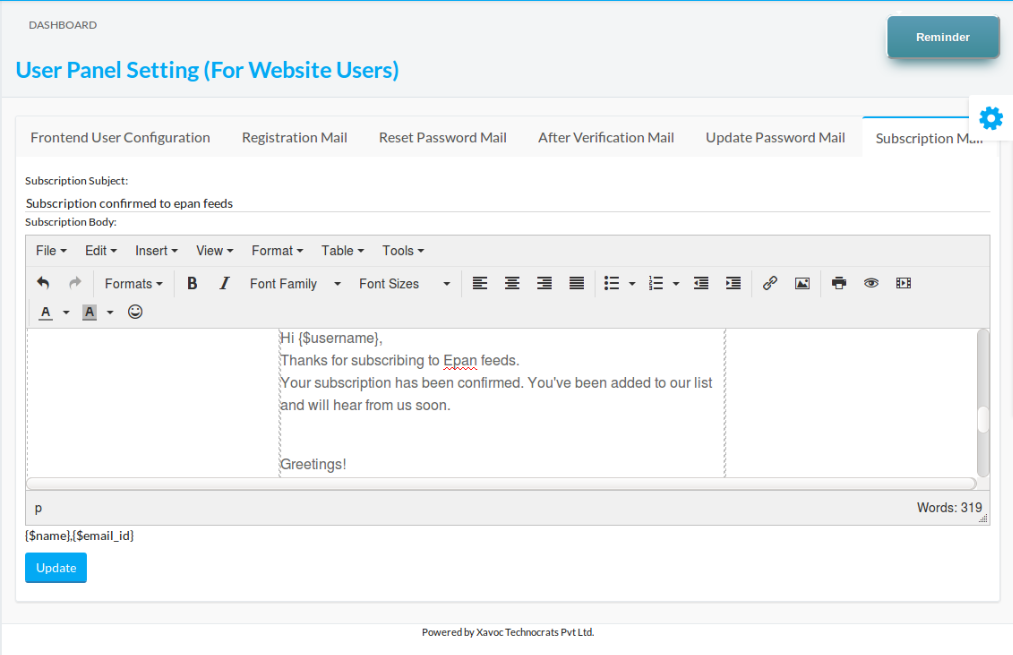 DASHBOARD
Reminder
User Panel Setting (For Website Users)
Frontend User Configuration Registration Mail Reset Password Mail After Verification Mail Update Password Mail Subscription Mail
Subscription Subject:
Subscription confirmed to epan feeds
Subscription Body:
File Edit Insert View Format Table Tools
Formats B I Font Family Font Sizes
A A
Hi {$username},
Thanks for subscribing to Epan feeds.
Your subscription has been confirmed. You've been added to our list
and will hear from us soon.
Greetings!
p Words: 319
{$name},{$email_id}
Update
Powered by Xavoc Technocrats Pvt Ltd.